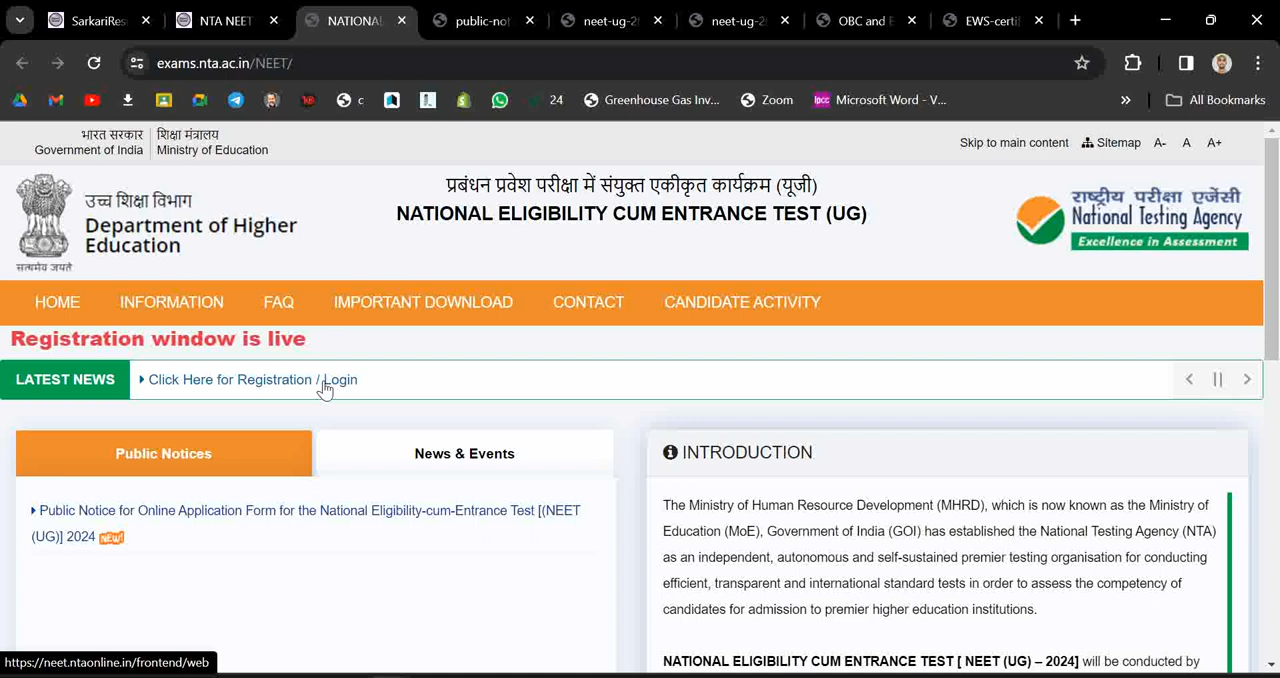 SarkariRes
NTA NEET
NATIONAL
public-not
neet-ug-2
neet-ug-2
OBC and E
EWS-certif
exams.nta.ac.in/NEET/
c
24
Greenhouse Gas Inv...
Zoom
ipcc
Microsoft Word - V...
All Bookmarks
भारत सरकार
Government of India
शिक्षा मंत्रालय
Ministry of Education
Skip to main content
Sitemap
A-
A
A+
सत्यमेव जयते
उच्च शिक्षा विभाग
Department of Higher
Education
प्रबंधन प्रवेश परीक्षा में संयुक्त एकीकृत कार्यक्रम (यूजी)
NATIONAL ELIGIBILITY CUM ENTRANCE TEST (UG)
राष्ट्रीय परीक्षा एजेंसी
National Testing Agency
Excellence in Assessment
HOME INFORMATION FAQ IMPORTANT DOWNLOAD CONTACT CANDIDATE ACTIVITY
Registration window is live
LATEST NEWS
Click Here for Registration / Login
Public Notices
News & Events
Public Notice for Online Application Form for the National Eligibility-cum-Entrance Test [(NEET
(UG)] 2024 NEW!
INTRODUCTION
The Ministry of Human Resource Development (MHRD), which is now known as the Ministry of
Education (MoE), Government of India (GOI) has established the National Testing Agency (NTA)
as an independent, autonomous and self-sustained premier testing organisation for conducting
efficient, transparent and international standard tests in order to assess the competency of
candidates for admission to premier higher education institutions.
NATIONAL ELIGIBILITY CUM ENTRANCE TEST [ NEET (UG) – 2024] will be conducted by
https://neet.ntaonline.in/frontend/web